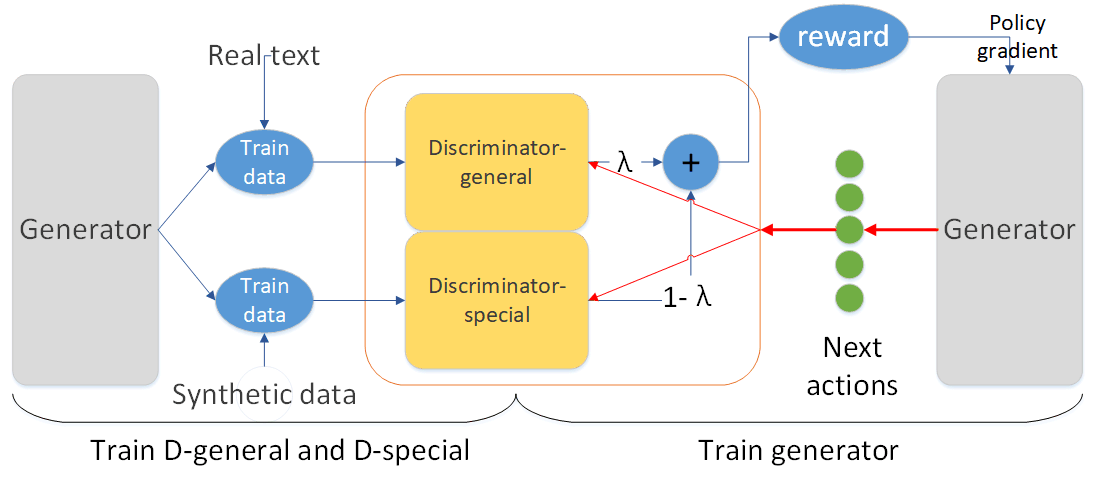 Policy
gradient
reward
Real text
Train
data
Discriminator-
general
λ
+
Generator
Generator
Train
data
Discriminator-
special
1- λ
Synthetic data
Next
actions
Train D-general and D-special
Train generator